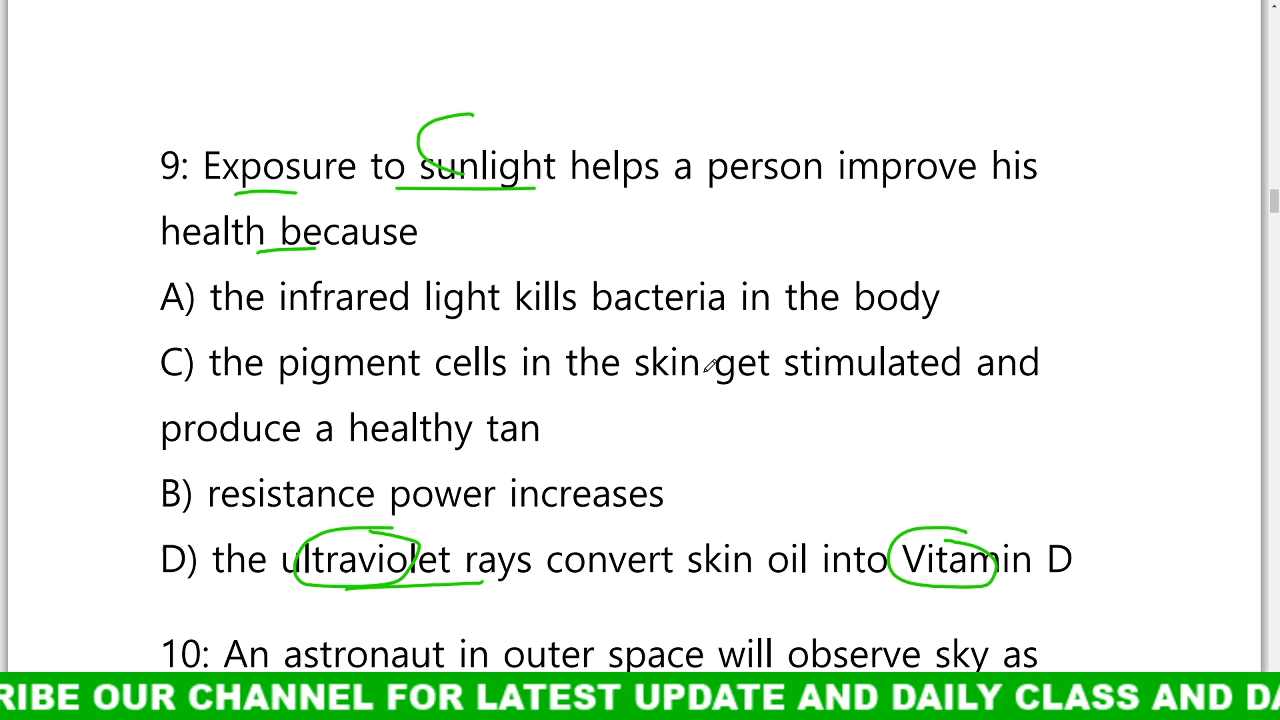 9: Exposure to sunlight helps a person improve his
health because
A) the infrared light kills bacteria in the body
C) the pigment cells in the skin get stimulated and
produce a healthy tan
B) resistance power increases
D) the ultraviolet rays convert skin oil into Vitamin D
10: An astronaut in outer space will observe sky as
RIBE OUR CHANNEL FOR LATEST UPDATE AND DAILY CLASS AND DA